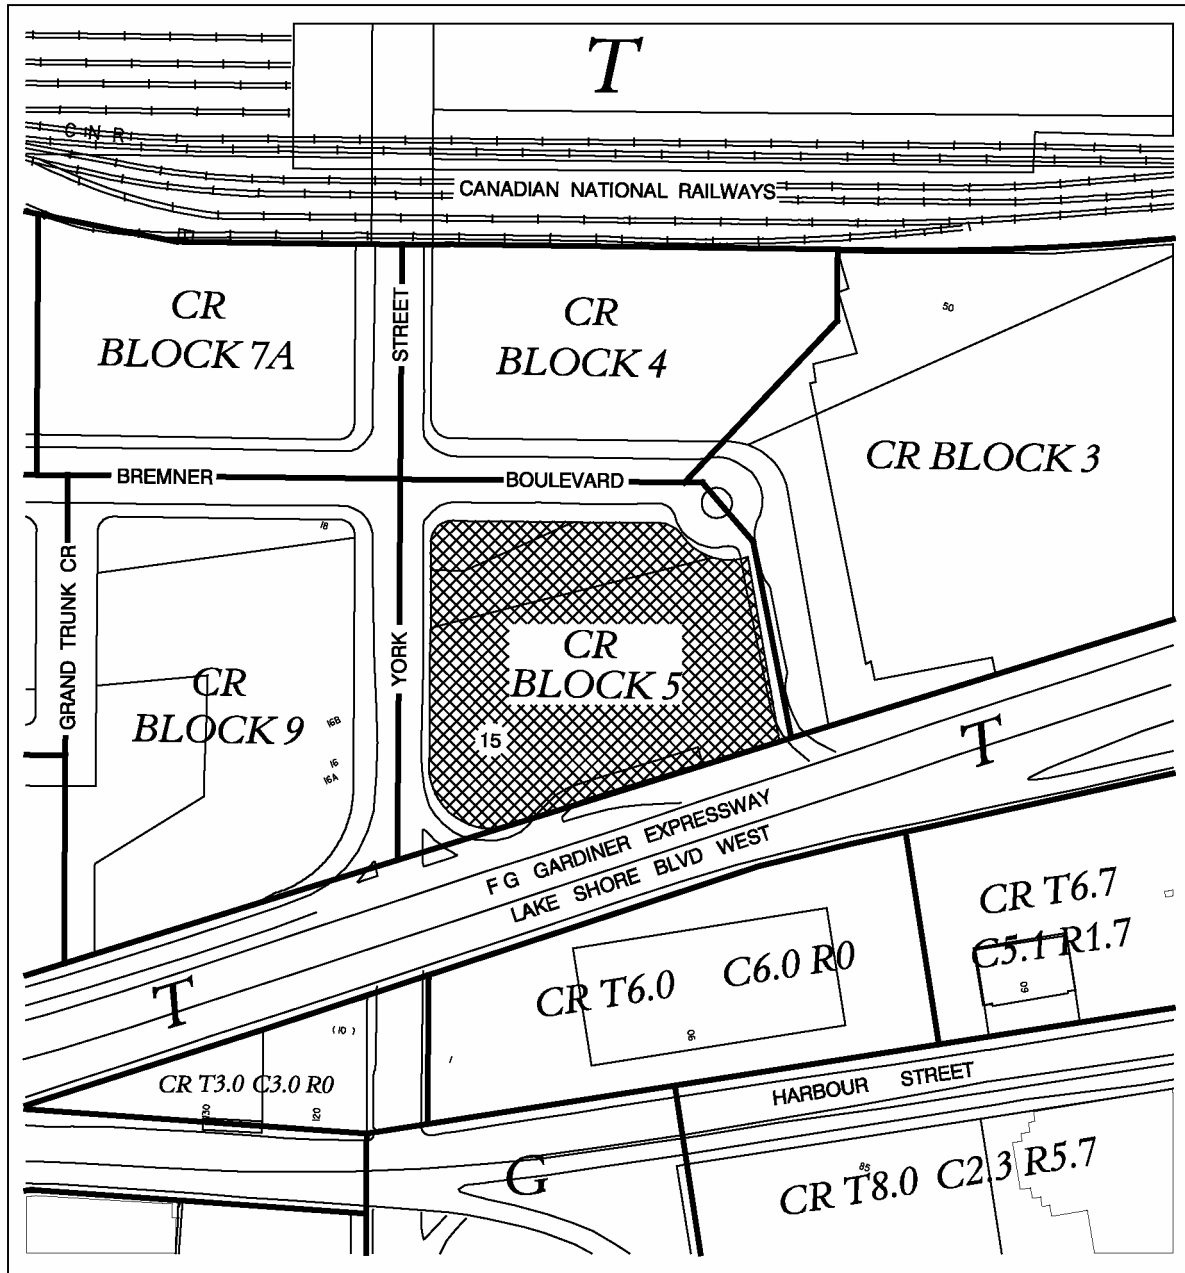 T
C N R
CANADIAN NATIONAL RAILWAYS
CR
BLOCK 7A
STREET
CR
BLOCK 4
50
CR BLOCK 3
BREMNER
BOULEVARD
18
GRAND TRUNK CR
YORK
CR
BLOCK 9
16B
16
16A
CR
BLOCK 5
15
T
F G GARDINER EXPRESSWAY
LAKE SHORE BLVD WEST
CR T6.7
C5.1 R1.7
60
CR T6.0 C6.0 R0
90
T
(10)
1
CR T3.0 C3.0 R0
130
120
HARBOUR STREET
G
85
CR T8.0 C2.3 R5.7